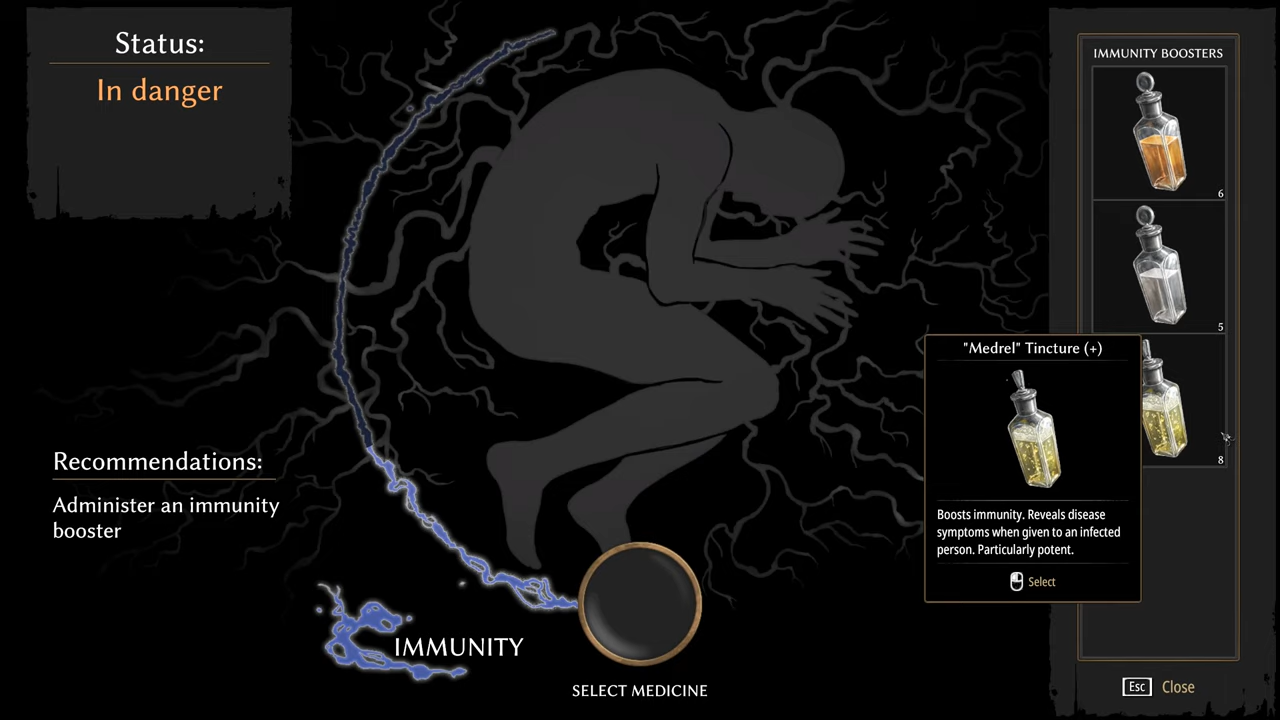 Status:
In danger
IMMUNITY BOOSTERS
6
5
8
"Medrel" Tincture (+)
Boosts immunity. Reveals disease
symptoms when given to an infected
person. Particularly potent.
Select
Recommendations:
Administer an immunity
booster
IMMUNITY
SELECT MEDICINE
Esc Close